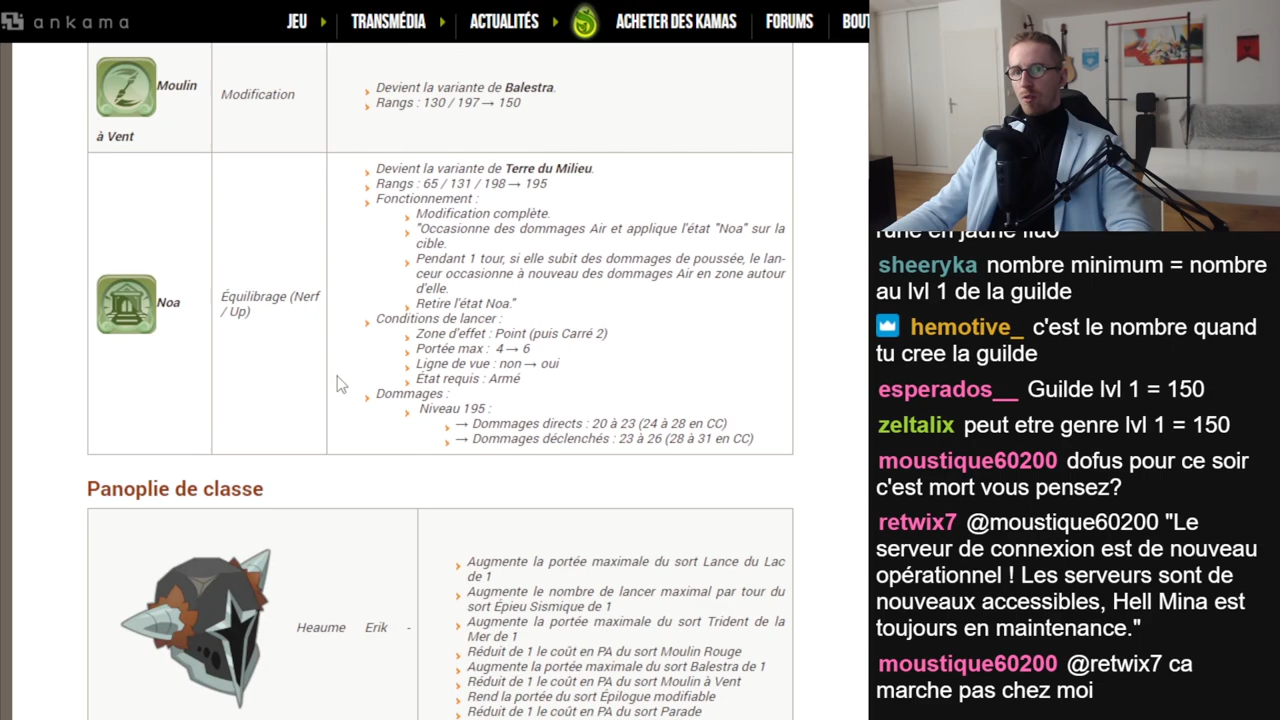 ankama
JEU
TRANSMÉDIA
ACTUALITÉS
ACHETER DES KAMAS
FORUMS
BOUT
Moulin
à Vent
Modification
Devient la variante de Balestra.
Rangs : 130 / 197 → 150
Noa
Équilibrage (Nerf
/ Up)
Devient la variante de Terre du Milieu.
Rangs : 65 / 131 / 198 → 195
Fonctionnement :
Modification complète.
"Occasionne des dommages Air et applique l'état "Noa" sur la
cible.
Pendant 1 tour, si elle subit des dommages de poussée, le lan-
ceur occasionne à nouveau des dommages Air en zone autour
d'elle.
Retire l'état Noa."
Conditions de lancer :
Zone d'effet : Point (puis Carré 2)
Portée max : 4 → 6
Ligne de vue : non → oui
État requis : Armé
Dommages :
Niveau 195 :
→ Dommages directs : 20 à 23 (24 à 28 en CC)
→ Dommages déclenchés : 23 à 26 (28 à 31 en CC)
Panoplie de classe
Heaume Erik -
Augmente la portée maximale du sort Lance du Lac
de 1
Augmente le nombre de lancer maximal par tour du
sort Épieu Sismique de 1
Augmente la portée maximale du sort Trident de la
Mer de 1
Réduit de 1 le coût en PA du sort Moulin Rouge
Augmente la portée maximale du sort Balestra de 1
Réduit de 1 le coût en PA du sort Moulin à Vent
Rend la portée du sort Épilogue modifiable
Réduit de 1 le coût en PA du sort Parade
rune en jaune fluo
sheeryka nombre minimum = nombre
au lvl 1 de la guilde
hemotive_ c'est le nombre quand
tu cree la guilde
esperados__ Guilde lvl 1 = 150
zeltalix peut etre genre lvl 1 = 150
moustique60200 dofus pour ce soir
c'est mort vous pensez?
retwix7 @moustique60200 "Le
serveur de connexion est de nouveau
opérationnel ! Les serveurs sont de
nouveaux accessibles, Hell Mina est
toujours en maintenance."
moustique60200 @retwix7 ca
marche pas chez moi